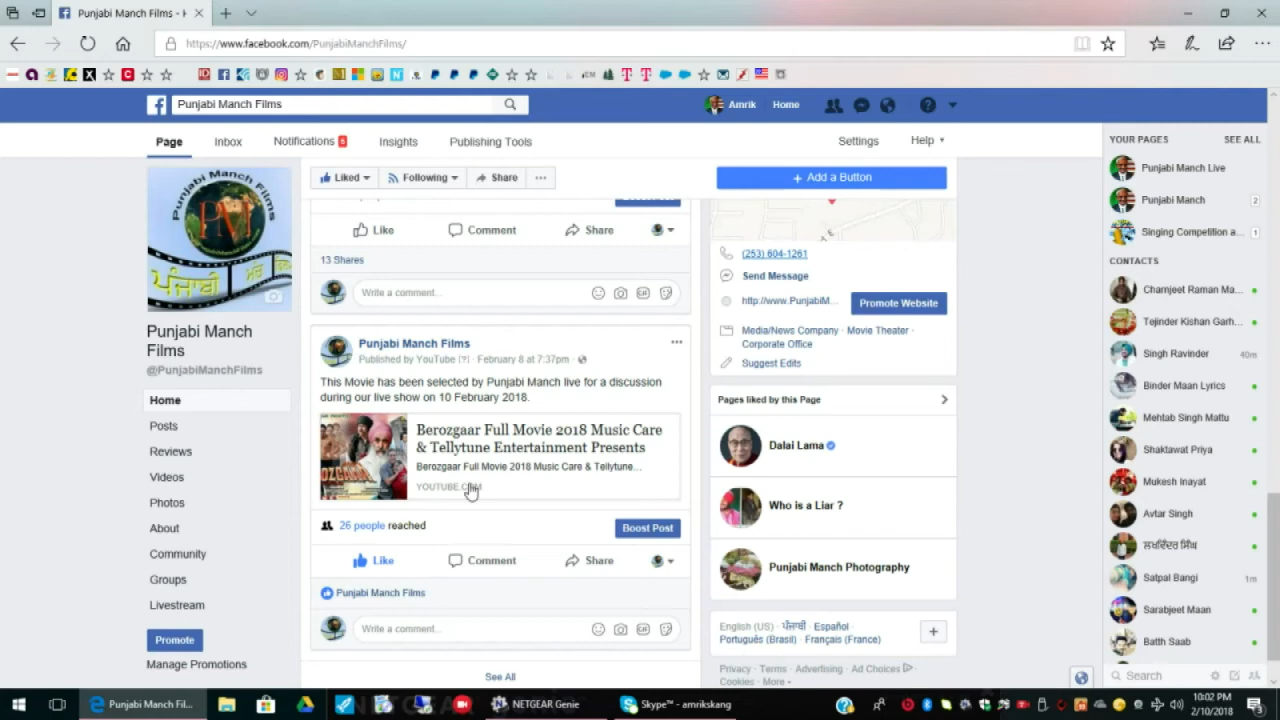 Punjabi Manch Films - H
https://www.facebook.com/PunjabiManchFilms/
Punjabi Manch Films
Amrik
Home
Page
Inbox
Notifications 5
Insights
Publishing Tools
Settings
Help
Punjabi Manch Films
PM
ਪੰਜਾਬੀ
Punjabi Manch
Films
@PunjabiManchFilms
Home
Posts
Reviews
Videos
Photos
About
Community
Groups
Livestream
Promote
Manage Promotions
Liked
Following
Share
Like
Comment
Share
13 Shares
Write a comment...
Punjabi Manch Films
Published by YouTube [?] · February 8 at 7:37pm ·
This Movie has been selected by Punjabi Manch live for a discussion
during our live show on 10 February 2018.
OZGAAR
Berozgaar Full Movie 2018 Music Care
& Tellytune Entertainment Presents
Berozgaar Full Movie 2018 Music Care & Tellytune...
YOUTUBE.COM
26 people reached
Boost Post
Like
Comment
Share
Punjabi Manch Films
Write a comment...
See All
+ Add a Button
(253) 604-1261
Send Message
http://www.PunjabiM...
Promote Website
Media/News Company · Movie Theater ·
Corporate Office
Suggest Edits
Pages liked by this Page
Dalai Lama
Who is a Liar ?
Punjabi Manch Photography
English (US) · ਪੰਜਾਬੀ · Español ·
Português (Brasil) · Français (France)
Privacy · Terms · Advertising · Ad Choices ·
Cookies · More
YOUR PAGES
SEE ALL
Punjabi Manch Live
Punjabi Manch
2
Singing Competition a...
1
CONTACTS
Charnjeet Raman Ma...
Tejinder Kishan Garh...
Singh Ravinder
40m
Binder Maan Lyrics
Mehtab Singh Mattu
Shaktawat Priya
Mukesh Inayat
Avtar Singh
ਲਖਵਿੰਦਰ ਸਿੰਘ
Satpal Bangi
1m
Sarabjeet Maan
Batth Saab
Search
Punjabi Manch Fil...
NETGEAR Genie
Skype™ - amrikskang
10:02 PM
2/10/2018